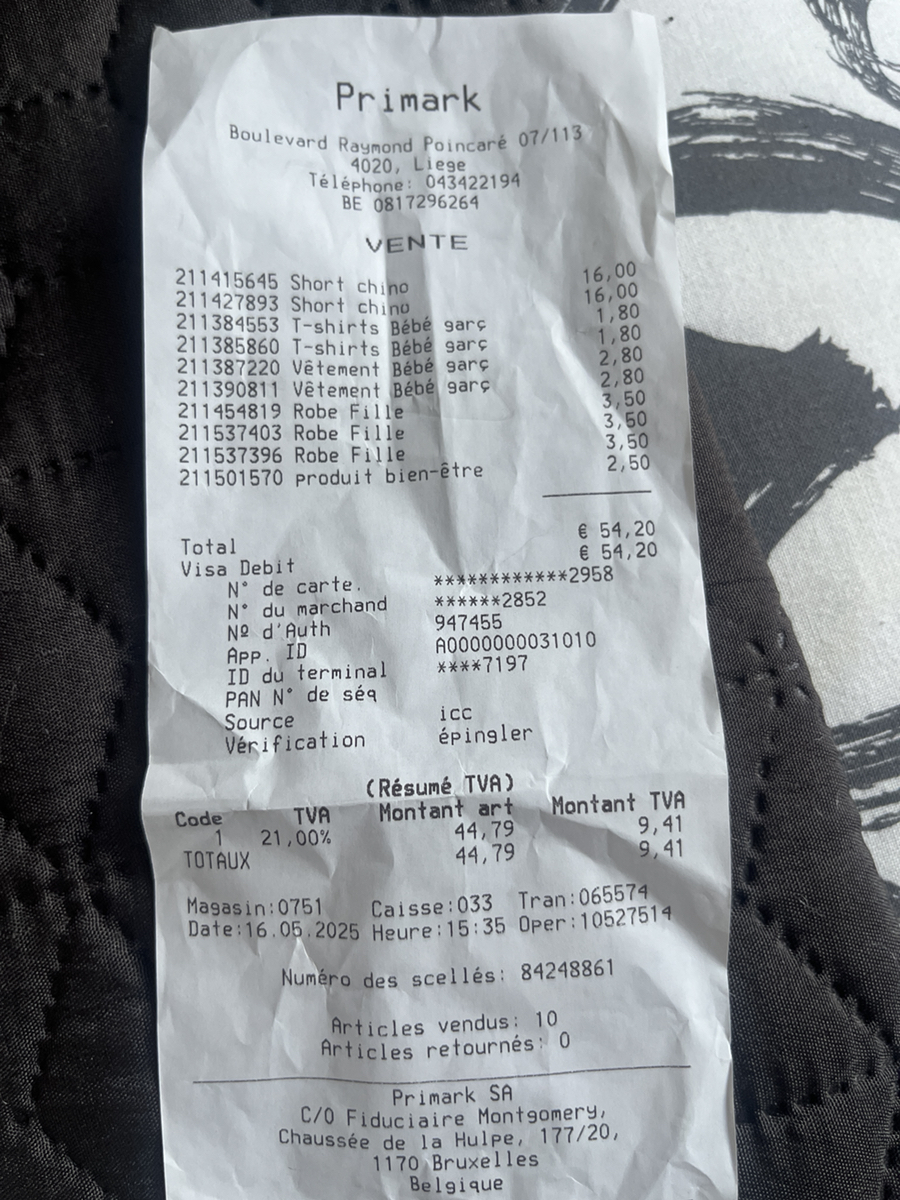 Primark
Boulevard Raymond Poincaré 07/113
4020, Liege
Téléphone: 043422194
BE 0817296264
VENTE
211415645 Short chino 16,00
211427893 Short chino 16,00
211384553 T-shirts Bébé garç 1,80
211385860 T-shirts Bébé garç 1,80
211387220 Vêtement Bébé garç 2,80
211390811 Vêtement Bébé garç 2,80
211454819 Robe Fille 3,50
211537403 Robe Fille 3,50
211537396 Robe Fille 3,50
211501570 produit bien-être 2,50
Total € 54,20
Visa Debit € 54,20
N° de carte. ************2958
N° du marchand ******2852
Nº d'Auth 947455
App. ID A0000000031010
ID du terminal ****7197
PAN N° de séq
Source icc
Vérification épingler
(Résumé TVA)
Code TVA Montant art Montant TVA
1 21,00% 44,79 9,41
TOTAUX 44,79 9,41
Magasin:0751 Caisse:033 Tran:065574
Date:16.05.2025 Heure:15:35 Oper:10527514
Numéro des scellés: 84248861
Articles vendus: 10
Articles retournés: 0
Primark SA
C/O Fiduciaire Montgomery,
Chaussée de la Hulpe, 177/20,
1170 Bruxelles
Belgique